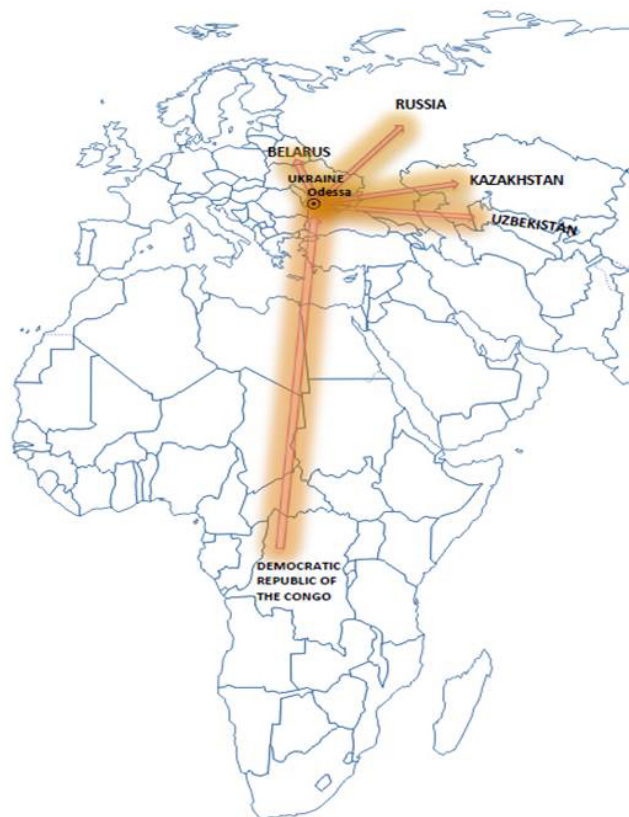 RUSSIA
BELARUS
KAZAKHSTAN
UKRAINE
Odessa
UZBEKISTAN
DEMOCRATIC
REPUBLIC OF
THE CONGO